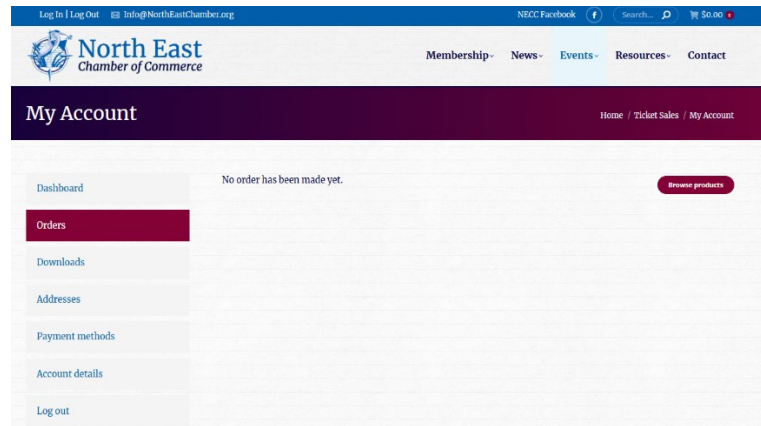 Log In | Log Out Info@NorthEastChamber.org NECC Facebook Search... $0.00 0
North East
Chamber of Commerce
Membership News Events Resources Contact
My Account
Home / Ticket Sales / My Account
Dashboard
No order has been made yet.
Browse products
Orders
Downloads
Addresses
Payment methods
Account details
Log out